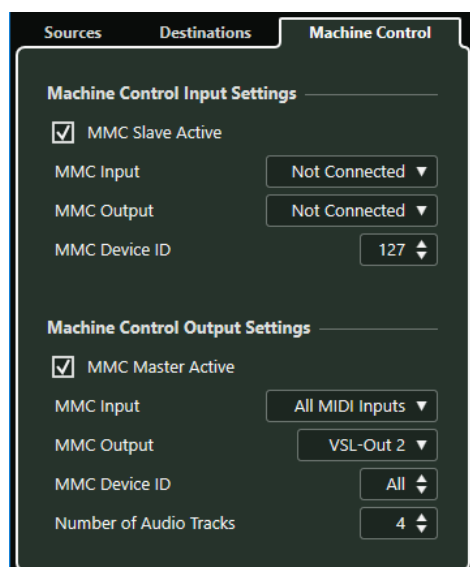 Sources Destinations Machine Control
Machine Control Input Settings
MMC Slave Active
MMC Input Not Connected
MMC Output Not Connected
MMC Device ID 127
Machine Control Output Settings
MMC Master Active
MMC Input All MIDI Inputs
MMC Output VSL-Out 2
MMC Device ID All
Number of Audio Tracks 4